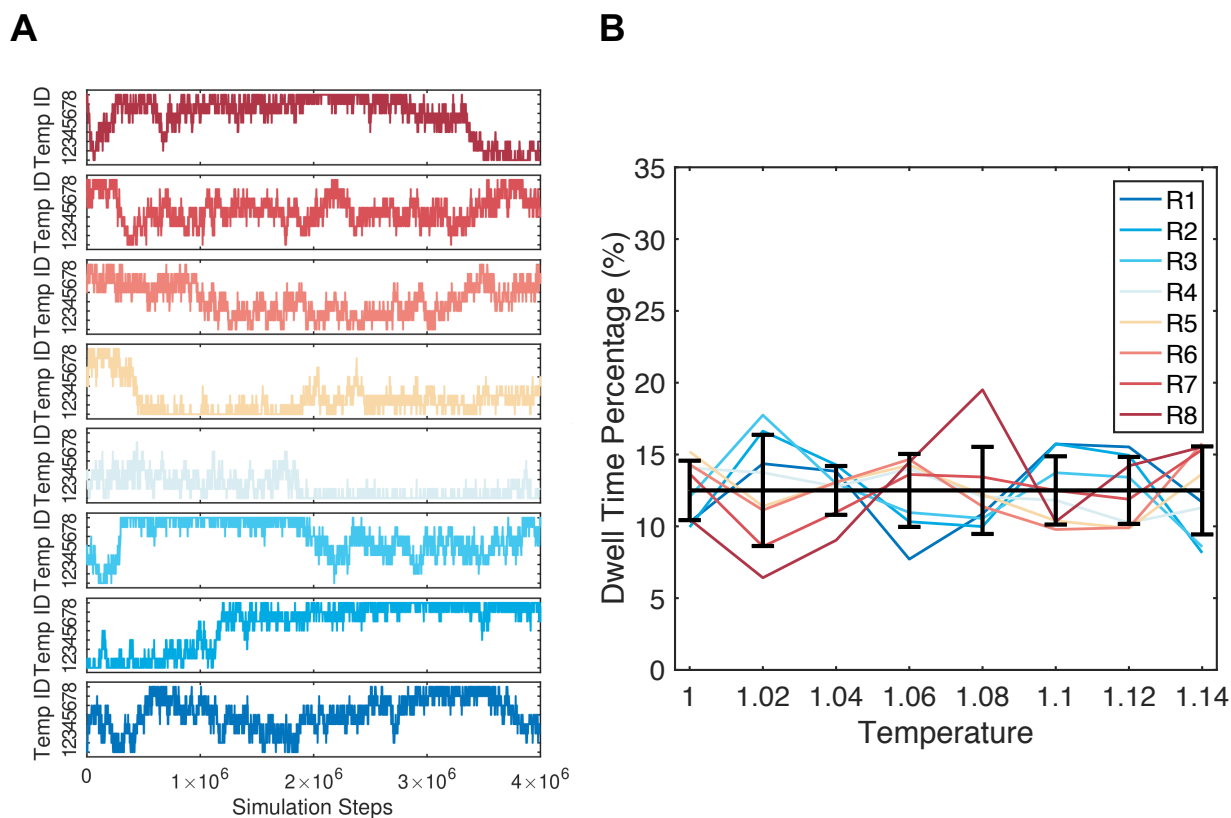 A
B
Temp ID
12345678
Temp ID
12345678
Temp ID
12345678
Temp ID
12345678
Temp ID
12345678
Temp ID
12345678
Temp ID
12345678
Temp ID
12345678
0
1×10⁶
2×10⁶
3×10⁶
4×10⁶
Simulation Steps
Dwell Time Percentage (%)
35
30
25
20
15
10
5
0
1
1.02
1.04
1.06
1.08
1.1
1.12
1.14
Temperature
R1
R2
R3
R4
R5
R6
R7
R8